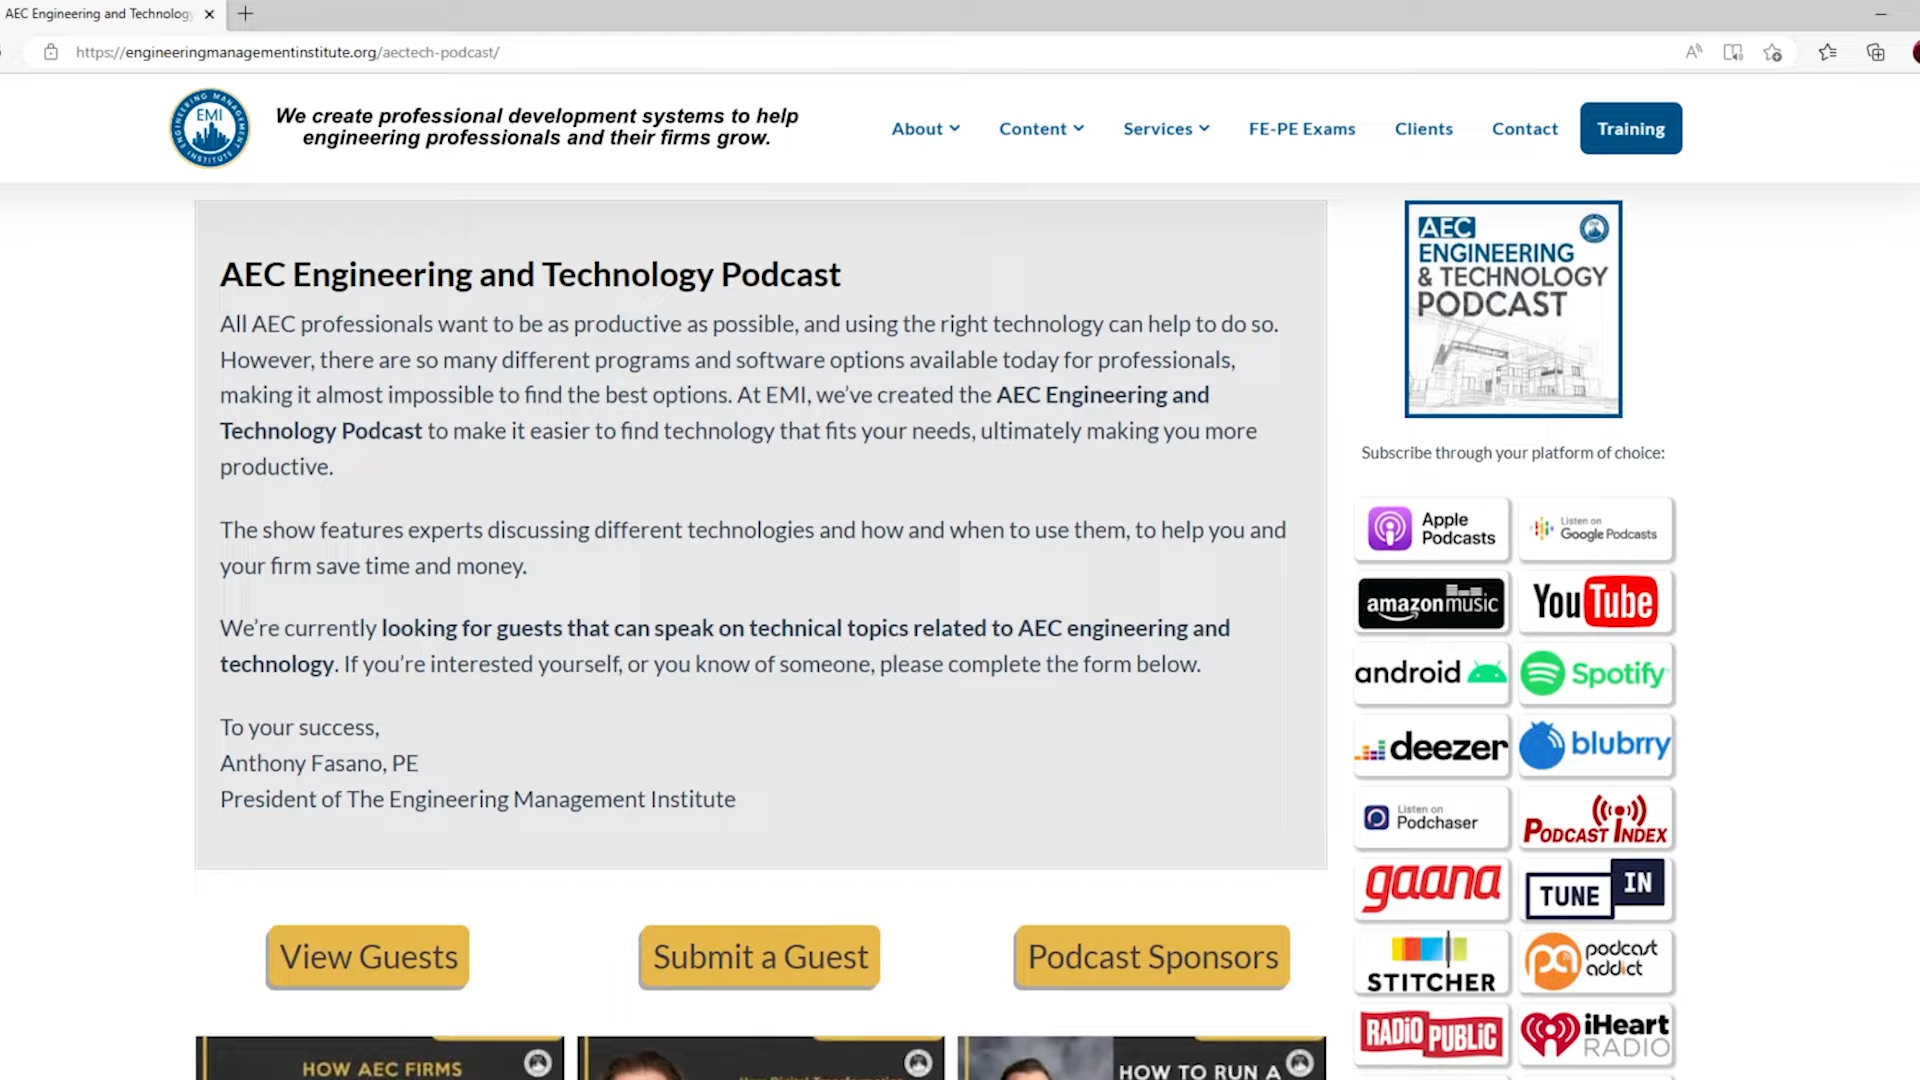 AEC Engineering and Technology
https://engineeringmanagementinstitute.org/aectech-podcast/
ENGINEERING MANAGEMENT INSTITUTE
EMI
We create professional development systems to help
engineering professionals and their firms grow.
About
Content
Services
FE-PE Exams
Clients
Contact
Training
AEC Engineering and Technology Podcast
All AEC professionals want to be as productive as possible, and using the right technology can help to do so.
However, there are so many different programs and software options available today for professionals,
making it almost impossible to find the best options. At EMI, we’ve created the AEC Engineering and
Technology Podcast to make it easier to find technology that fits your needs, ultimately making you more
productive.
The show features experts discussing different technologies and how and when to use them, to help you and
your firm save time and money.
We’re currently looking for guests that can speak on technical topics related to AEC engineering and
technology. If you’re interested yourself, or you know of someone, please complete the form below.
To your success,
Anthony Fasano, PE
President of The Engineering Management Institute
View Guests
Submit a Guest
Podcast Sponsors
HOW AEC FIRMS
How Digital Transformation
HOW TO RUN A
AEC
ENGINEERING
& TECHNOLOGY
PODCAST
Subscribe through your platform of choice:
Apple
Podcasts
Listen on
Google Podcasts
amazon music
YouTube
android
Spotify
deezer
blubrry
Listen on
Podchaser
PODCAST INDEX
gaana
TUNE IN
STITCHER
podcast
addict
RADIO PUBLIC
iHeart
RADIO